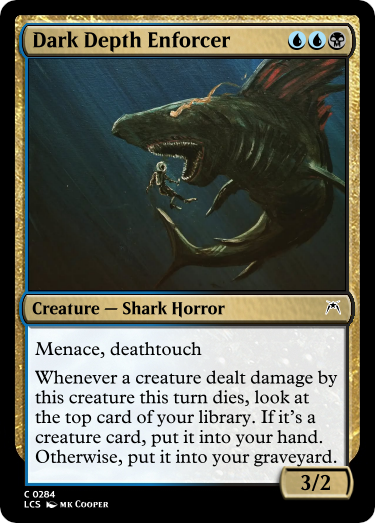 Dark Depth Enforcer
Creature — Shark Horror
Menace, deathtouch
Whenever a creature dealt damage by
this creature this turn dies, look at
the top card of your library. If it's a
creature card, put it into your hand.
Otherwise, put it into your graveyard.
3/2
C 0284
LCS MK COOPER